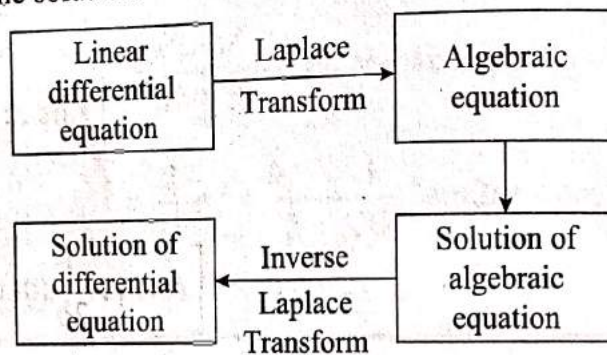 Linear
differential
equation
Laplace
Transform
Algebraic
equation
Solution of
differential
equation
Inverse
Laplace
Transform
Solution of
algebraic
equation